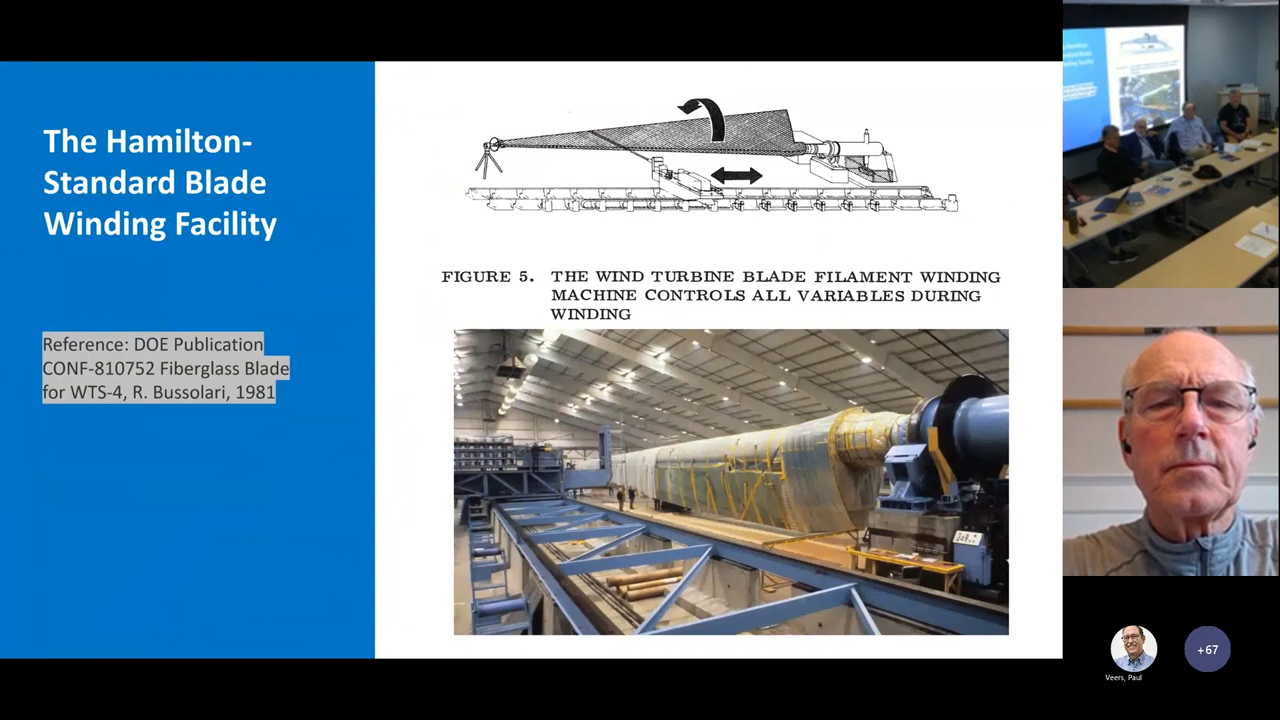 The Hamilton-
Standard Blade
Winding Facility
Reference: DOE Publication
CONF-810752 Fiberglass Blade
for WTS-4, R. Bussolari, 1981
FIGURE 5. THE WIND TURBINE BLADE FILAMENT WINDING
MACHINE CONTROLS ALL VARIABLES DURING
WINDING
Veers, Paul
+67